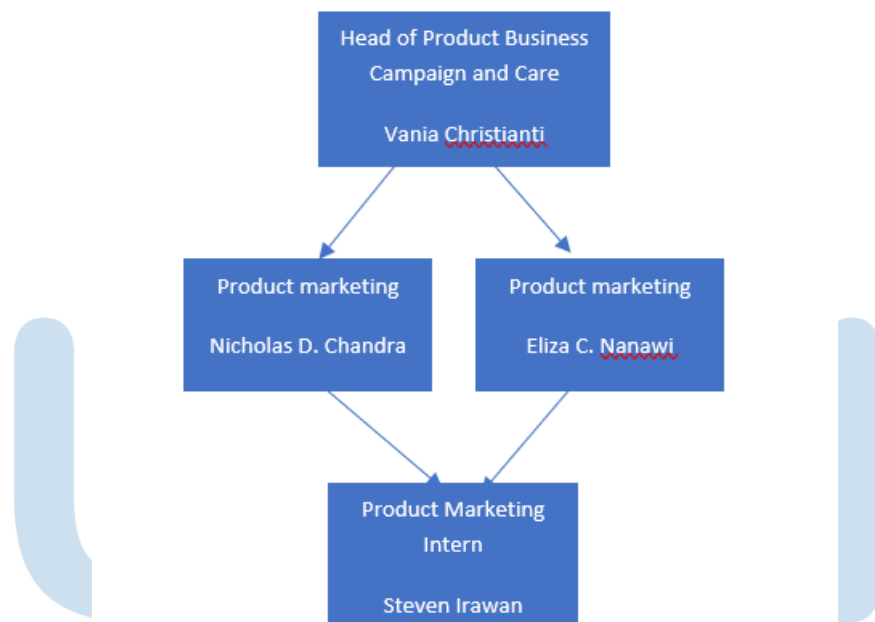 Head of Product Business
Campaign and Care
Vania Christianti
Product marketing
Nicholas D. Chandra
Product marketing
Eliza C. Nanawi
Product Marketing
Intern
Steven Irawan